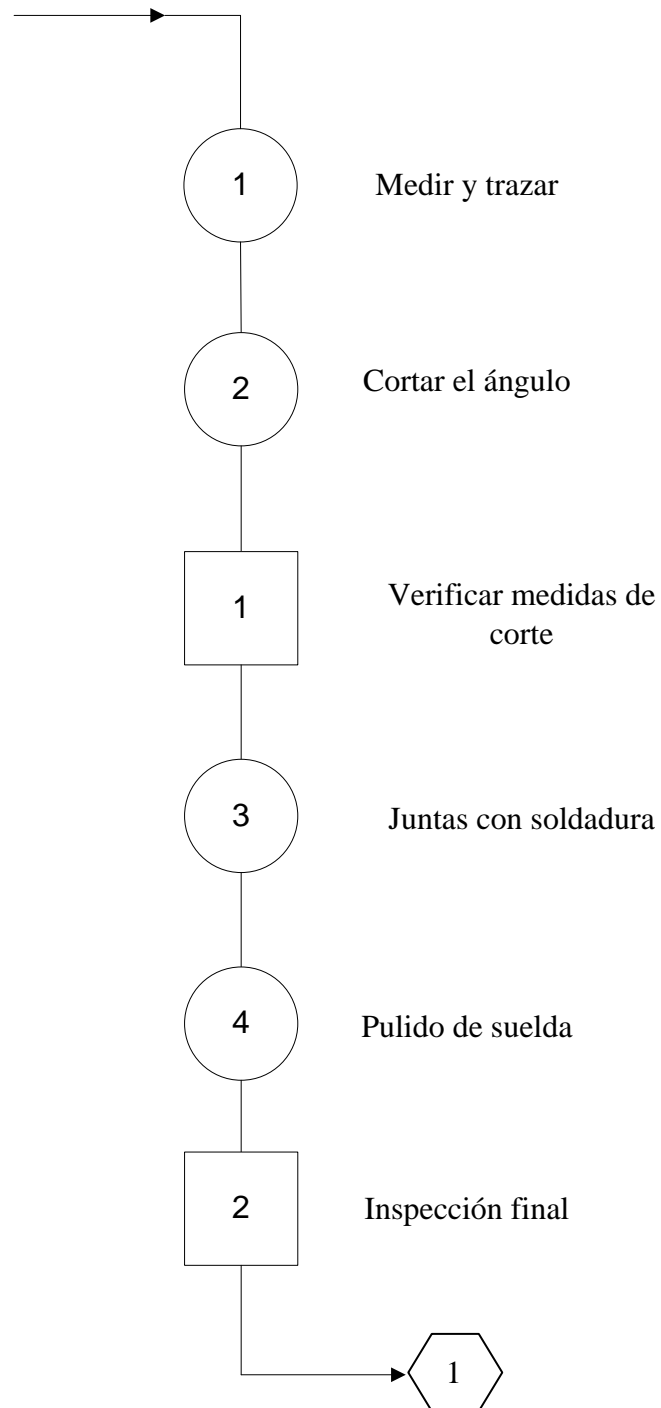 1
Medir y trazar
2
Cortar el ángulo
1
Verificar medidas de
corte
3
Juntas con soldadura
4
Pulido de suelda
2
Inspección final
1